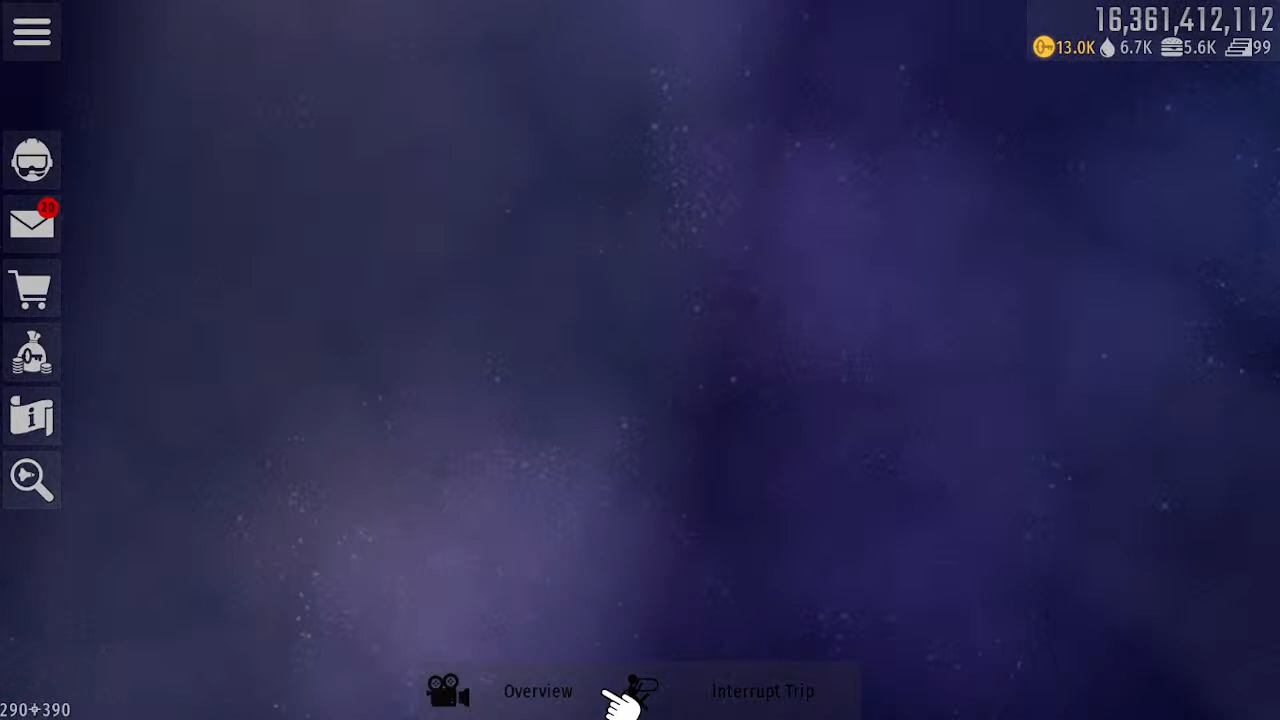 16,361,412,112
13.0K 6.7K 5.6K 99
20
i
Overview Interrupt Trip
290⌖390